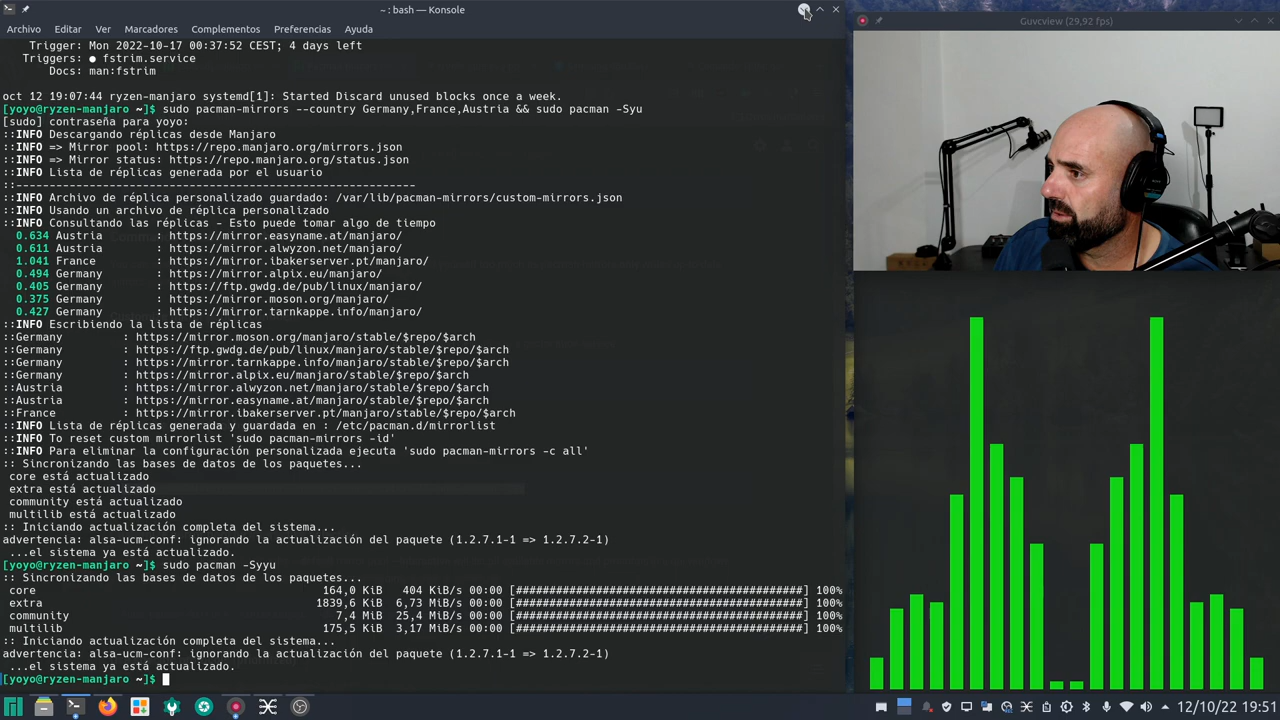 ~ : bash — Konsole
Archivo Editar Ver Marcadores Complementos Preferencias Ayuda
Trigger: Mon 2022-10-17 00:37:52 CEST; 4 days left
Triggers: ● fstrim.service
Docs: man:fstrim
oct 12 19:07:44 ryzen-manjaro systemd[1]: Started Discard unused blocks once a week.
[yoyo@ryzen-manjaro ~]$ sudo pacman-mirrors --country Germany,France,Austria && sudo pacman -Syu
[sudo] contraseña para yoyo:
::INFO Descargando réplicas desde Manjaro
::INFO => Mirror pool: https://repo.manjaro.org/mirrors.json
::INFO => Mirror status: https://repo.manjaro.org/status.json
::INFO Lista de réplicas generada por el usuario
::--------------------------------------------------------------
::INFO Archivo de réplica personalizado guardado: /var/lib/pacman-mirrors/custom-mirrors.json
::INFO Usando un archivo de réplica personalizado
::INFO Consultando las réplicas - Esto puede tomar algo de tiempo
0.634 Austria : https://mirror.easyname.at/manjaro/
0.611 Austria : https://mirror.alwyzon.net/manjaro/
1.041 France : https://mirror.ibakerserver.pt/manjaro/
0.494 Germany : https://mirror.alpix.eu/manjaro/
0.405 Germany : https://ftp.gwdg.de/pub/linux/manjaro/
0.375 Germany : https://mirror.moson.org/manjaro/
0.427 Germany : https://mirror.tarnkappe.info/manjaro/
::INFO Escribiendo la lista de réplicas
::Germany : https://mirror.moson.org/manjaro/stable/$repo/$arch
::Germany : https://ftp.gwdg.de/pub/linux/manjaro/stable/$repo/$arch
::Germany : https://mirror.tarnkappe.info/manjaro/stable/$repo/$arch
::Germany : https://mirror.alpix.eu/manjaro/stable/$repo/$arch
::Austria : https://mirror.alwyzon.net/manjaro/stable/$repo/$arch
::Austria : https://mirror.easyname.at/manjaro/stable/$repo/$arch
::France : https://mirror.ibakerserver.pt/manjaro/stable/$repo/$arch
::INFO Lista de réplicas generada y guardada en : /etc/pacman.d/mirrorlist
::INFO To reset custom mirrorlist 'sudo pacman-mirrors -id'
::INFO Para eliminar la configuración personalizada ejecuta 'sudo pacman-mirrors -c all'
:: Sincronizando las bases de datos de los paquetes...
core está actualizado
extra está actualizado
community está actualizado
multilib está actualizado
:: Iniciando actualización completa del sistema...
advertencia: alsa-ucm-conf: ignorando la actualización del paquete (1.2.7.1-1 => 1.2.7.2-1)
...el sistema ya está actualizado.
[yoyo@ryzen-manjaro ~]$ sudo pacman -Syyu
:: Sincronizando las bases de datos de los paquetes...
core 164,0 KiB 404 KiB/s 00:00 [###########################################] 100%
extra 1839,6 KiB 6,73 MiB/s 00:00 [###########################################] 100%
community 7,4 MiB 25,4 MiB/s 00:00 [###########################################] 100%
multilib 175,5 KiB 3,17 MiB/s 00:00 [###########################################] 100%
:: Iniciando actualización completa del sistema...
advertencia: alsa-ucm-conf: ignorando la actualización del paquete (1.2.7.1-1 => 1.2.7.2-1)
...el sistema ya está actualizado.
[yoyo@ryzen-manjaro ~]$
Guvcview (29,92 fps)
12/10/22 19:51